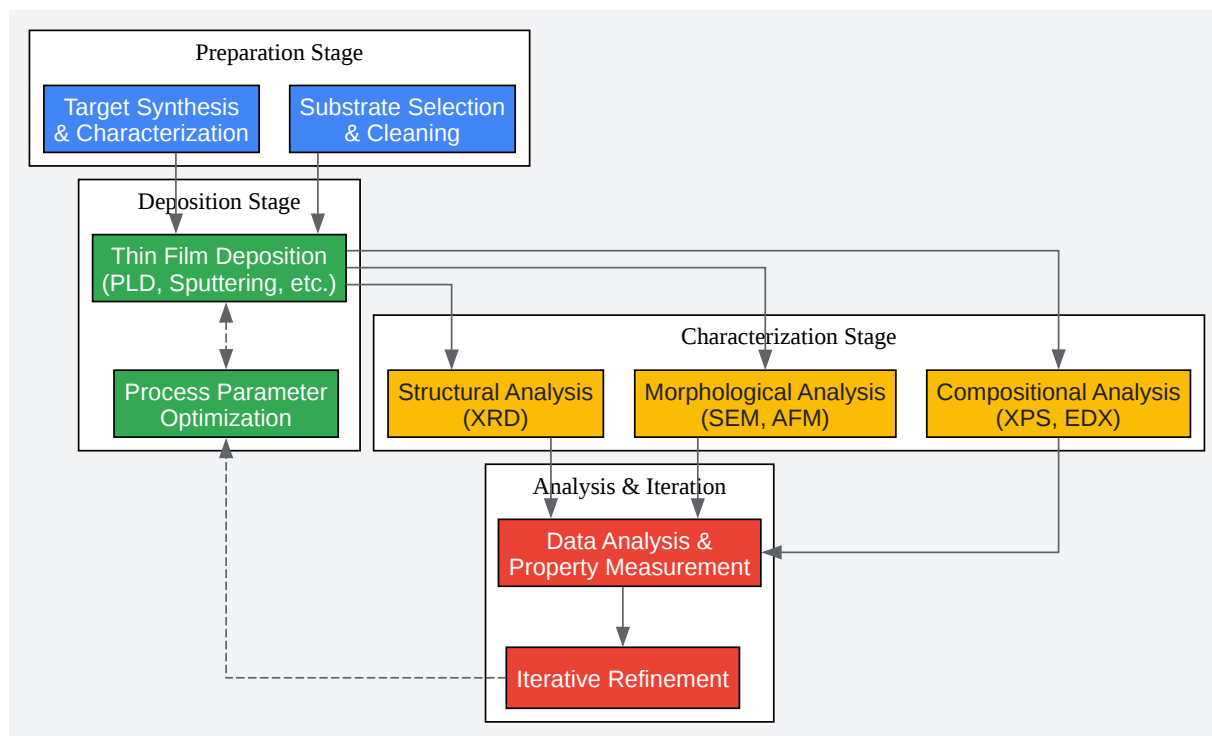 Preparation Stage
Target Synthesis
& Characterization
Substrate Selection
& Cleaning
Deposition Stage
Thin Film Deposition
(PLD, Sputtering, etc.)
Process Parameter
Optimization
Characterization Stage
Structural Analysis
(XRD)
Morphological Analysis
(SEM, AFM)
Compositional Analysis
(XPS, EDX)
Analysis & Iteration
Data Analysis &
Property Measurement
Iterative Refinement